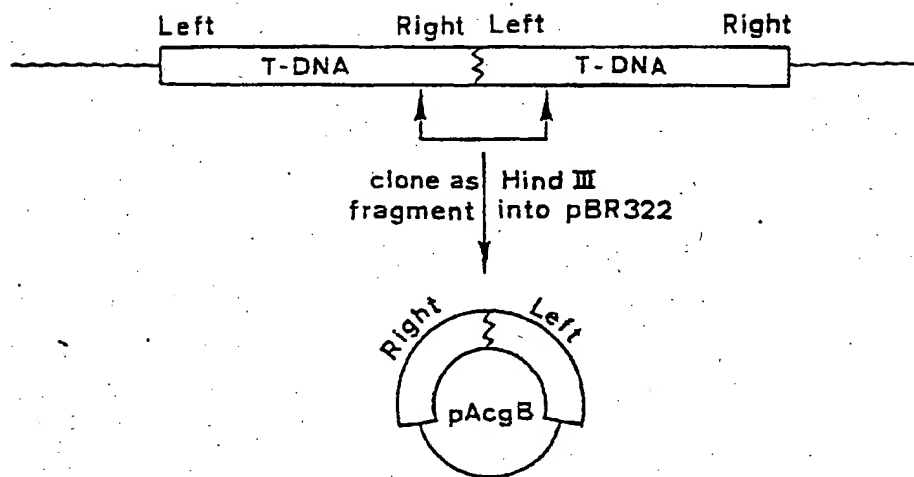 Left Right Left Right
T-DNA T-DNA
clone as Hind III
fragment into pBR322
Right Left
pAcgB